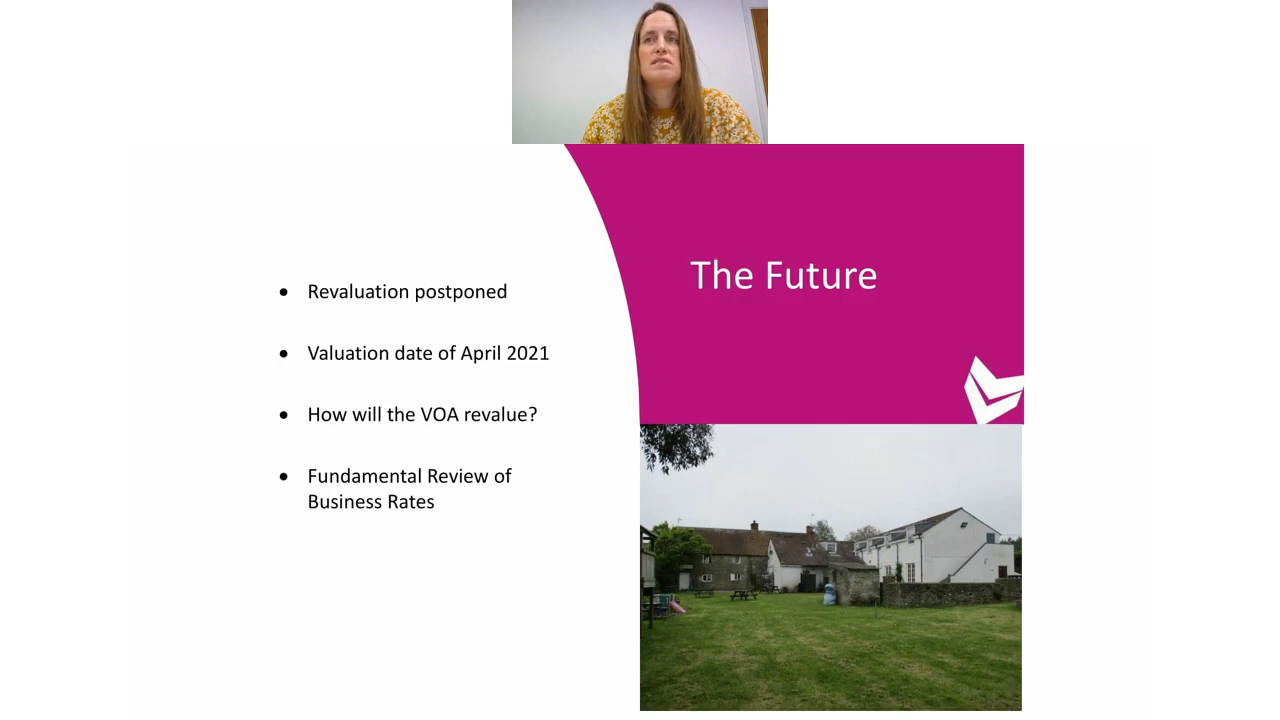 The Future
• Revaluation postponed
• Valuation date of April 2021
• How will the VOA revalue?
• Fundamental Review of
Business Rates